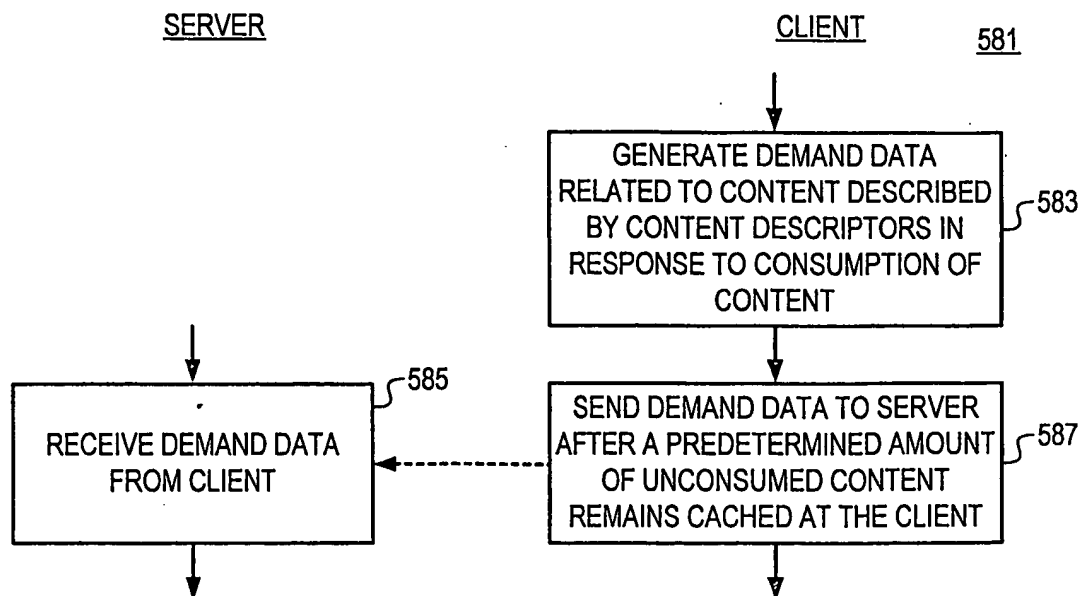 SERVER
CLIENT
581
GENERATE DEMAND DATA
RELATED TO CONTENT DESCRIBED
BY CONTENT DESCRIPTORS IN
RESPONSE TO CONSUMPTION OF
CONTENT
583
585
RECEIVE DEMAND DATA
FROM CLIENT
SEND DEMAND DATA TO SERVER
AFTER A PREDETERMINED AMOUNT
OF UNCONSUMED CONTENT
REMAINS CACHED AT THE CLIENT
587